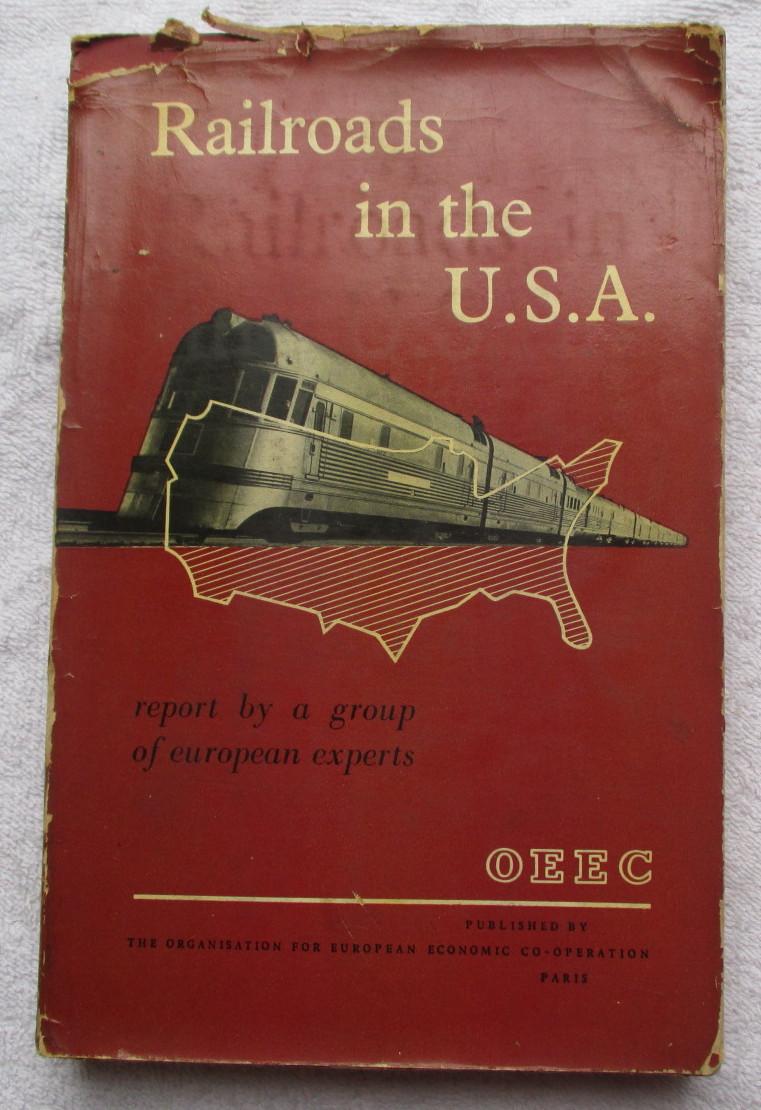 Railroads
in the
U.S.A.
report by a group
of european experts
OEEC
PUBLISHED BY
THE ORGANISATION FOR EUROPEAN ECONOMIC CO-OPERATION
PARIS